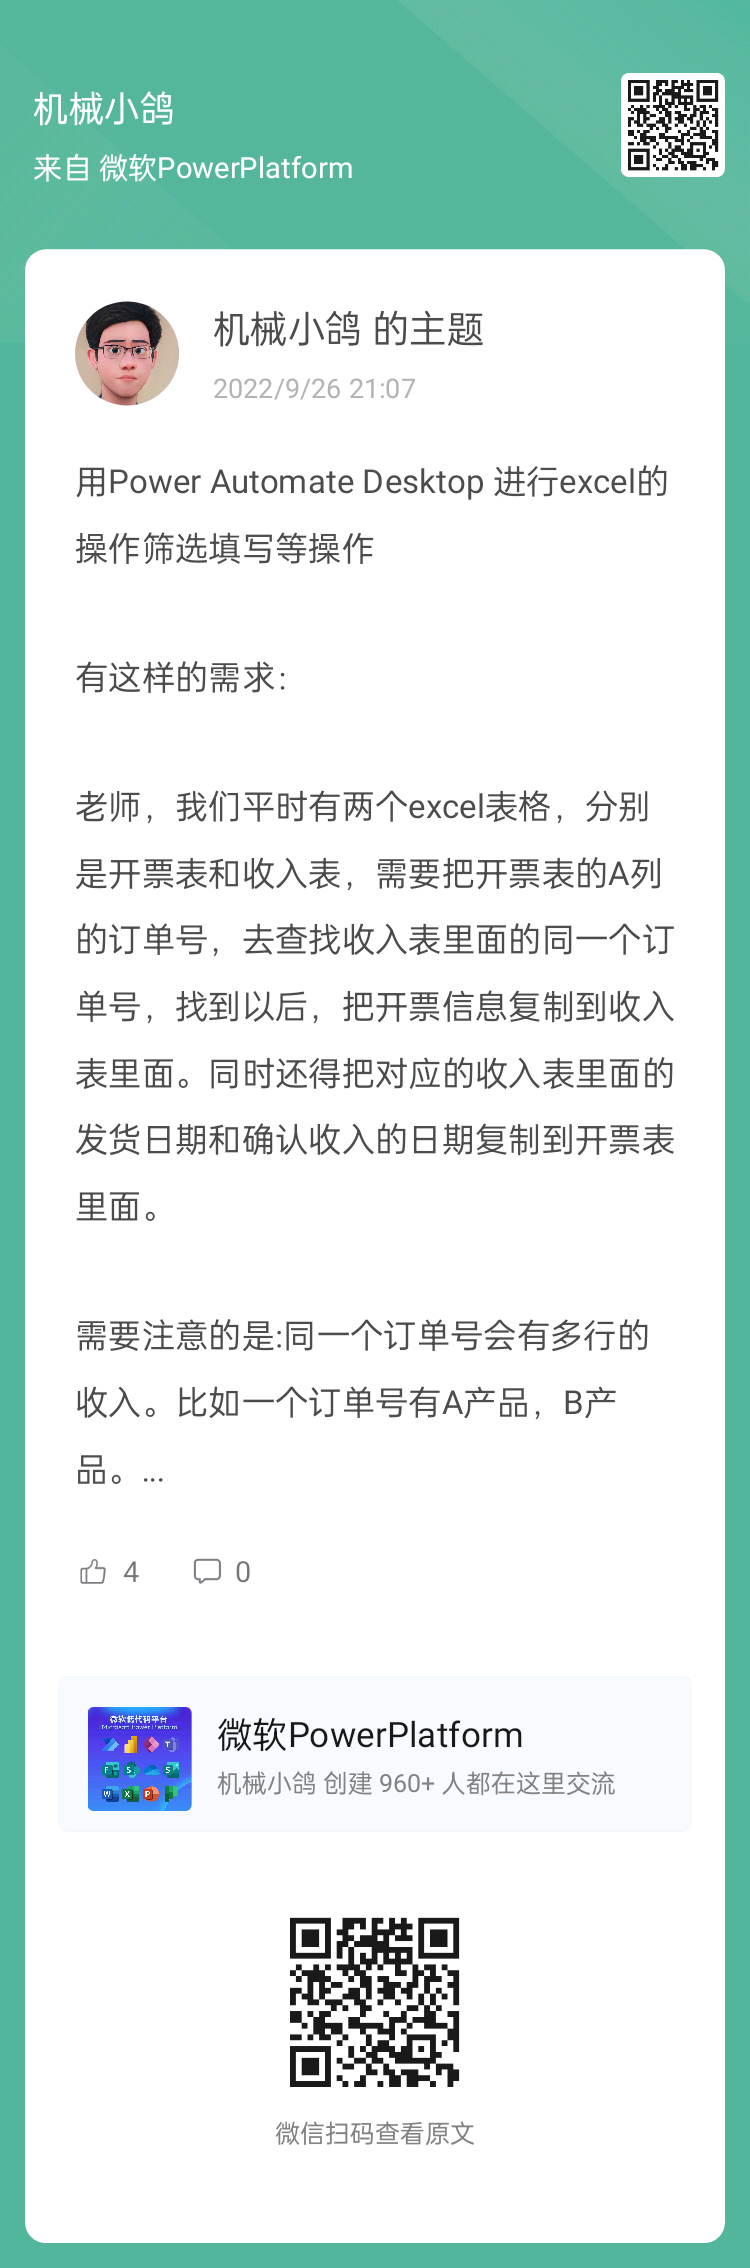 机械小鸽
来自 微软PowerPlatform
机械小鸽 的主题
2022/9/26 21:07
用Power Automate Desktop 进行excel的
操作筛选填写等操作
有这样的需求：
老师，我们平时有两个excel表格，分别
是开票表和收入表，需要把开票表的A列
的订单号，去查找收入表里面的同一个订
单号，找到以后，把开票信息复制到收入
表里面。同时还得把对应的收入表里面的
发货日期和确认收入的日期复制到开票表
里面。
需要注意的是:同一个订单号会有多行的
收入。比如一个订单号有A产品，B产
品。...
4 0
微软低代码平台
Microsoft Power Platform
微软PowerPlatform
机械小鸽 创建 960+ 人都在这里交流
微信扫码查看原文